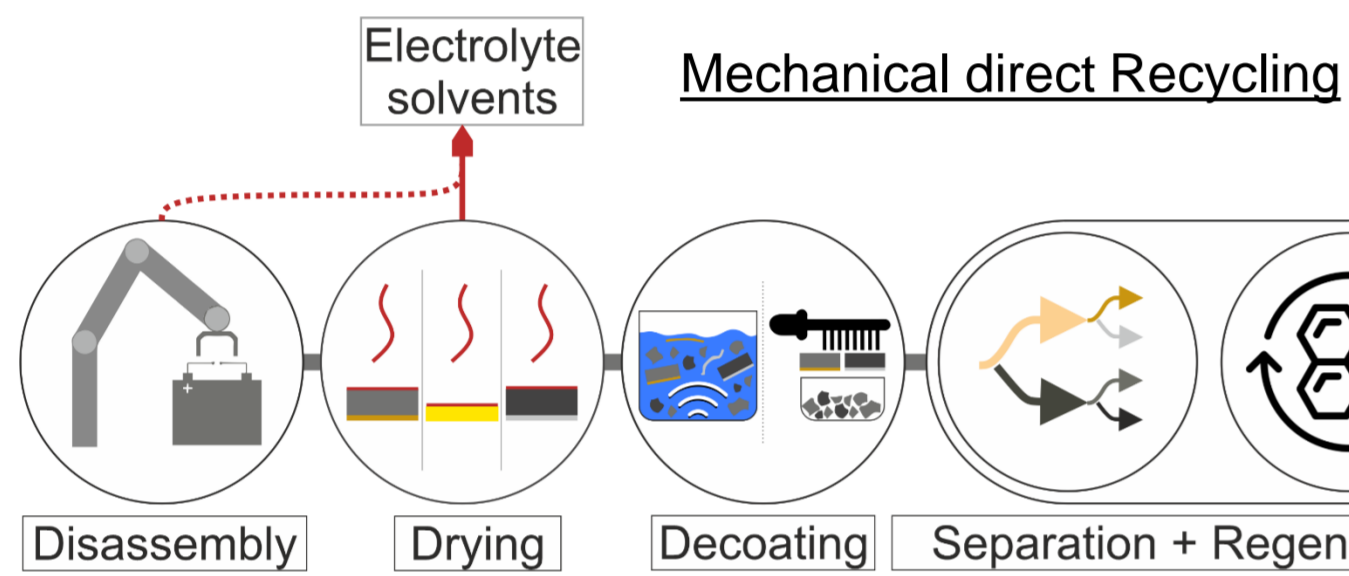 Electrolyte
solvents
Mechanical direct Recycling
+
Disassembly
Drying
Decoating
Separation + Regen